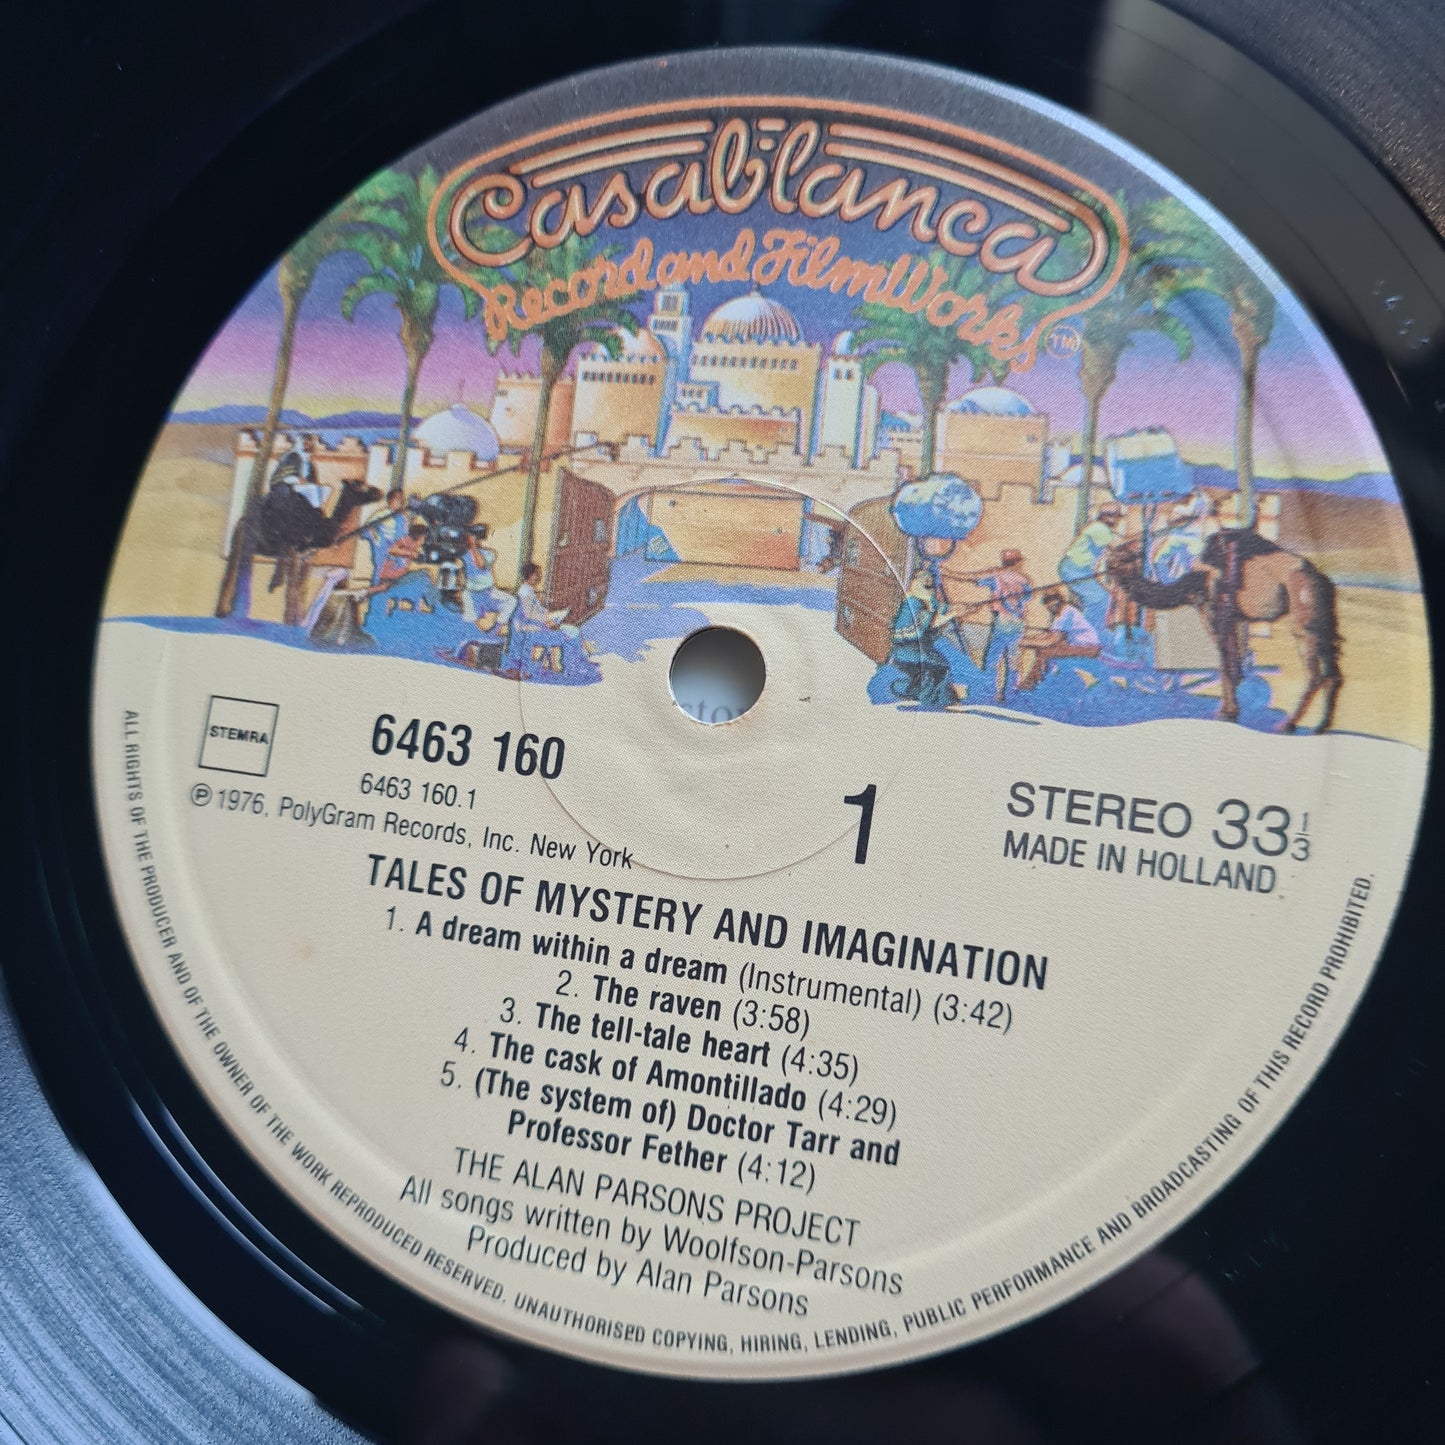 Casablanca
Record and FilmWorks TM
STEMRA
6463 160
6463 160.1
℗ 1976, PolyGram Records, Inc. New York
1
STEREO 33 1/3
MADE IN HOLLAND
TALES OF MYSTERY AND IMAGINATION
1. A dream within a dream (Instrumental) (3:42)
2. The raven (3:58)
3. The tell-tale heart (4:35)
4. The cask of Amontillado (4:29)
5. (The system of) Doctor Tarr and
Professor Fether (4:12)
THE ALAN PARSONS PROJECT
All songs written by Woolfson-Parsons
Produced by Alan Parsons
ALL RIGHTS OF THE PRODUCER AND OF THE OWNER OF THE WORK REPRODUCED RESERVED. UNAUTHORISED COPYING, HIRING, LENDING, PUBLIC PERFORMANCE AND BROADCASTING OF THIS RECORD PROHIBITED.